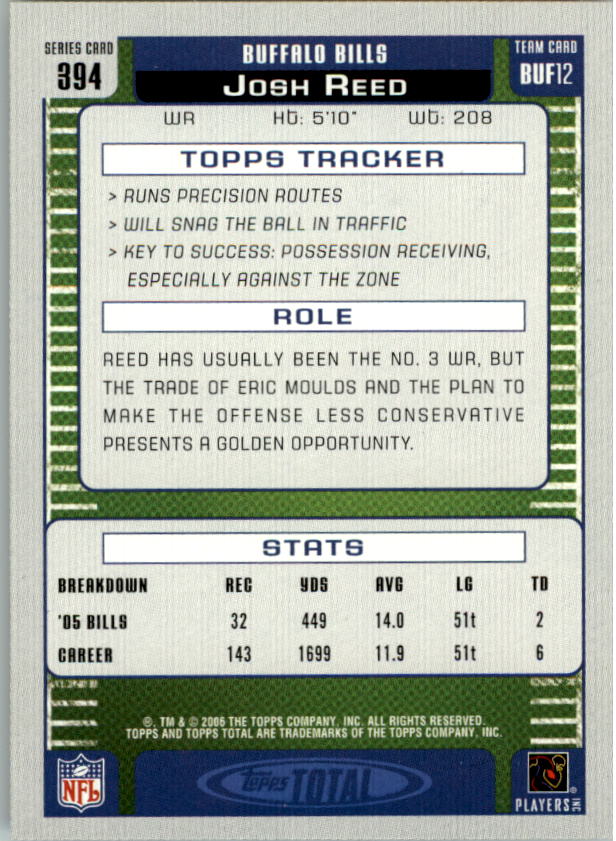 SERIES CARD
394
BUFFALO BILLS
JOSH REED
TEAM CARD
BUF12
WR Ht: 5'10" Wt: 208
TOPPS TRACKER
> RUNS PRECISION ROUTES
> WILL SNAG THE BALL IN TRAFFIC
> KEY TO SUCCESS: POSSESSION RECEIVING,
ESPECIALLY AGAINST THE ZONE
ROLE
REED HAS USUALLY BEEN THE NO. 3 WR, BUT
THE TRADE OF ERIC MOULDS AND THE PLAN TO
MAKE THE OFFENSE LESS CONSERVATIVE
PRESENTS A GOLDEN OPPORTUNITY.
STATS
BREAKDOWN REC YDS AVG LG TD
'05 BILLS 32 449 14.0 51t 2
CAREER 143 1699 11.9 51t 6
®, TM & © 2006 THE TOPPS COMPANY, INC. ALL RIGHTS RESERVED.
TOPPS AND TOPPS TOTAL ARE TRADEMARKS OF THE TOPPS COMPANY, INC.
NFL
Topps TOTAL
PLAYERS INC